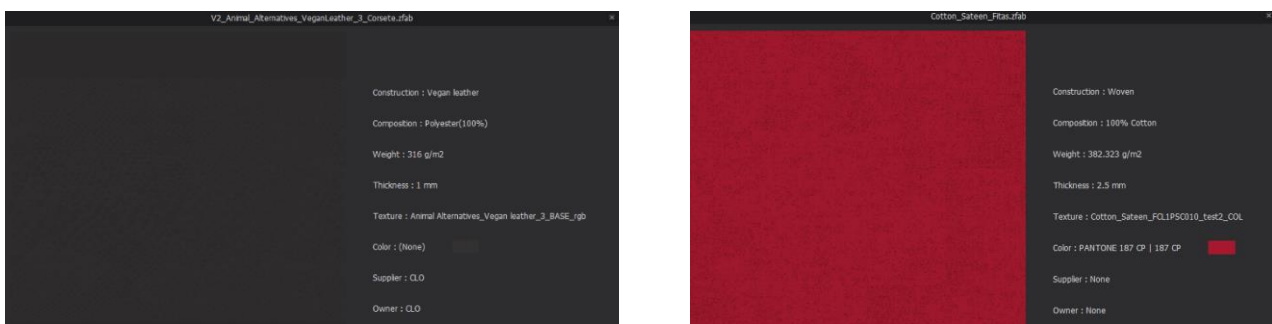 V2_Animal_Alternatives_VeganLeather_3_Corsete.zfab
Construction : Vegan leather
Composition : Polyester(100%)
Weight : 316 g/m2
Thickness : 1 mm
Texture : Animal Alternatives_Vegan leather_3_BASE_rgb
Color : (None)
Supplier : CLO
Owner : CLO
Cotton_Sateen_Fitas.zfab
Construction : Woven
Composition : 100% Cotton
Weight : 382.323 g/m2
Thickness : 2.5 mm
Texture : Cotton_Sateen_FCL1PSC010_test2_COL
Color : PANTONE 187 CP | 187 CP
Supplier : None
Owner : None